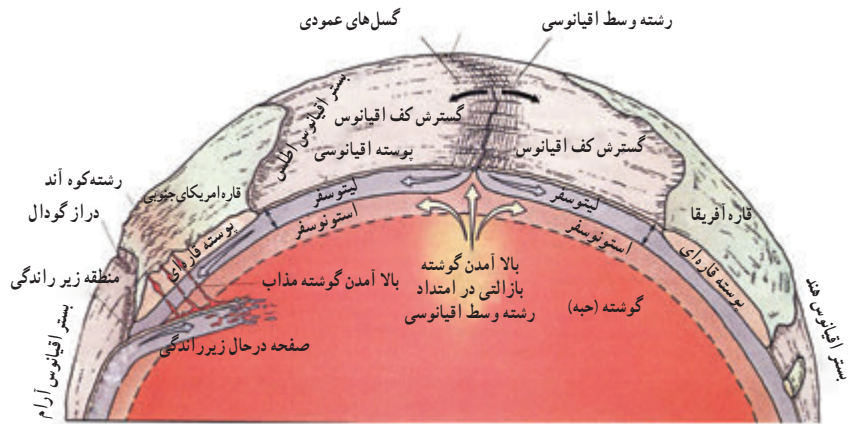 رشته وسط اقیانوسی
گسل‌های عمودی
بستر اقیانوس اطلس
گسترش کف اقیانوس
پوسته اقیانوسی
گسترش کف اقیانوس
رشته‌کوه آند
دراز گودال
قاره امریکای‌جنوبی
قاره آفریقا
لیتوسفر
استونوسفر
لیتوسفر
استونوسفر
پوسته قاره‌ای
پوسته قاره‌ای
منطقه زیر راندگی
بالا آمدن گوشته مذاب
بالا آمدن گوشته
بازالتی در امتداد
رشته وسط اقیانوسی
گوشته (جبه)
صفحه درحال زیرراندگی
بستر اقیانوس آرام
بستر اقیانوس هند